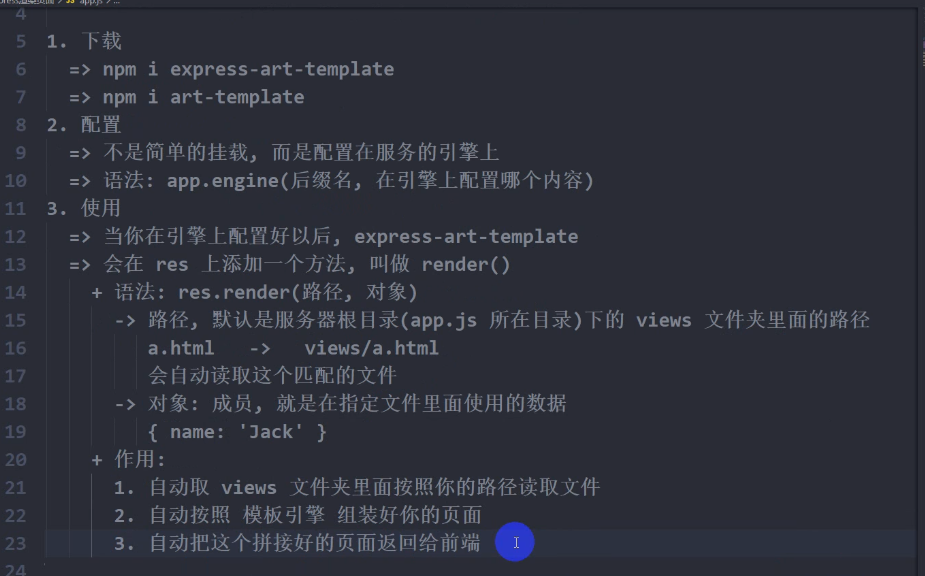 4
5 1. 下载
6 => npm i express-art-template
7 => npm i art-template
8 2. 配置
9 => 不是简单的挂载, 而是配置在服务的引擎上
10 => 语法: app.engine(后缀名, 在引擎上配置哪个内容)
11 3. 使用
12 => 当你在引擎上配置好以后, express-art-template
13 => 会在 res 上添加一个方法, 叫做 render()
14 + 语法: res.render(路径, 对象)
15 -> 路径, 默认是服务器根目录(app.js 所在目录)下的 views 文件夹里面的路径
16 a.html -> views/a.html
17 会自动读取这个匹配的文件
18 -> 对象: 成员, 就是在指定文件里面使用的数据
19 { name: 'Jack' }
20 + 作用:
21 1. 自动取 views 文件夹里面按照你的路径读取文件
22 2. 自动按照 模板引擎 组装好你的页面
23 3. 自动把这个拼接好的页面返回给前端
24